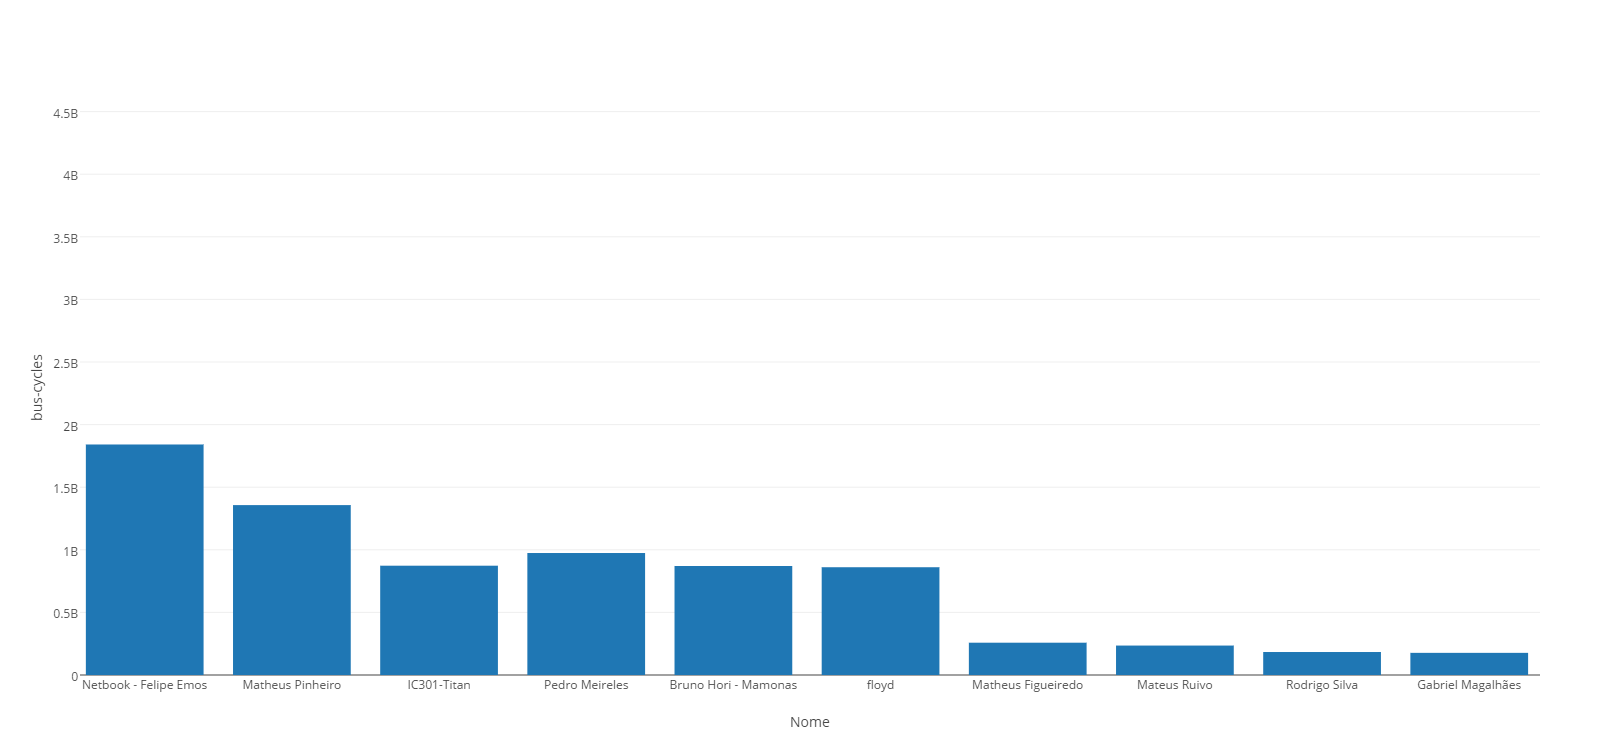 4.5B
4B
3.5B
3B
2.5B
2B
1.5B
1B
0.5B
0
bus-cycles
Netbook - Felipe Emos
Matheus Pinheiro
IC301-Titan
Pedro Meireles
Bruno Hori - Mamonas
floyd
Matheus Figueiredo
Mateus Ruivo
Rodrigo Silva
Gabriel Magalhães
Nome